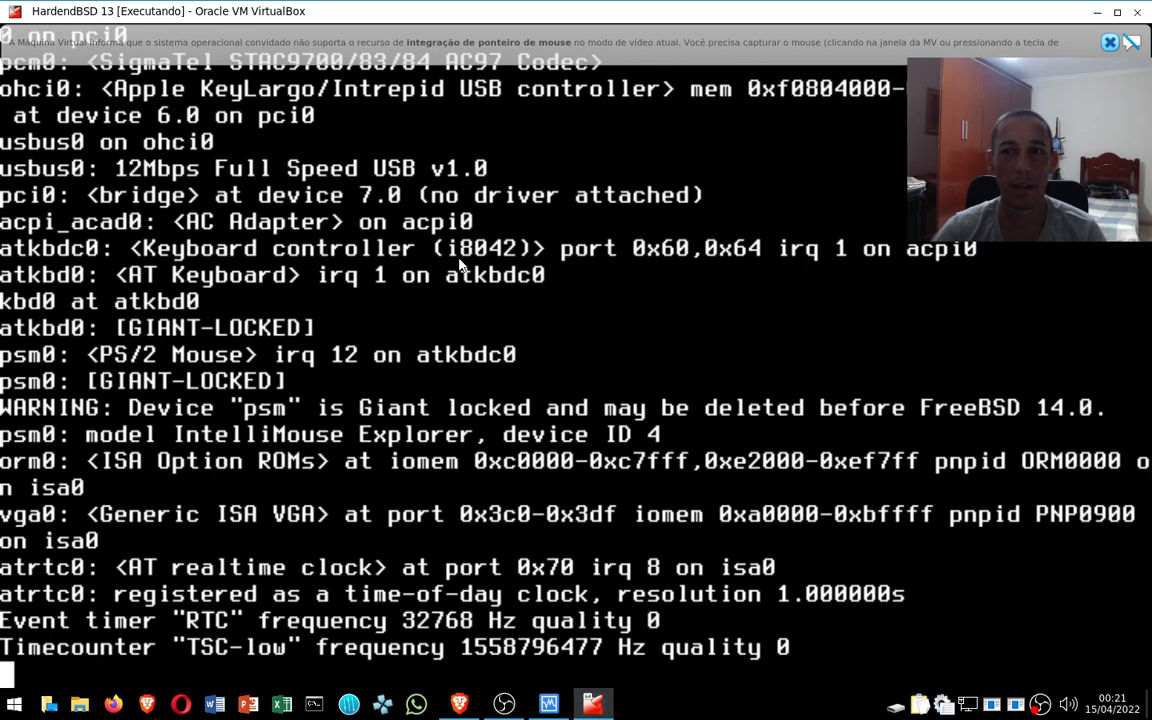 HardendBSD 13 [Executando] - Oracle VM VirtualBox
0 on pci0
A Máquina Virtual informa que o sistema operacional convidado não suporta o recurso de integração de ponteiro de mouse no modo de vídeo atual. Você precisa capturar o mouse (clicando na janela da MV ou pressionando a tecla de
pcm0: <SigmaTel STAC9700/83/84 AC97 Codec>
ohci0: <Apple KeyLargo/Intrepid USB controller> mem 0xf0804000-
at device 6.0 on pci0
usbus0 on ohci0
usbus0: 12Mbps Full Speed USB v1.0
pci0: <bridge> at device 7.0 (no driver attached)
acpi_acad0: <AC Adapter> on acpi0
atkbdc0: <Keyboard controller (i8042)> port 0x60,0x64 irq 1 on acpi0
atkbd0: <AT Keyboard> irq 1 on atkbdc0
kbd0 at atkbd0
atkbd0: [GIANT-LOCKED]
psm0: <PS/2 Mouse> irq 12 on atkbdc0
psm0: [GIANT-LOCKED]
WARNING: Device "psm" is Giant locked and may be deleted before FreeBSD 14.0.
psm0: model IntelliMouse Explorer, device ID 4
orm0: <ISA Option ROMs> at iomem 0xc0000-0xc7fff,0xe2000-0xef7ff pnpid ORM0000 o
n isa0
vga0: <Generic ISA VGA> at port 0x3c0-0x3df iomem 0xa0000-0xbffff pnpid PNP0900
on isa0
atrtc0: <AT realtime clock> at port 0x70 irq 8 on isa0
atrtc0: registered as a time-of-day clock, resolution 1.000000s
Event timer "RTC" frequency 32768 Hz quality 0
Timecounter "TSC-low" frequency 1558796477 Hz quality 0
00:21
15/04/2022